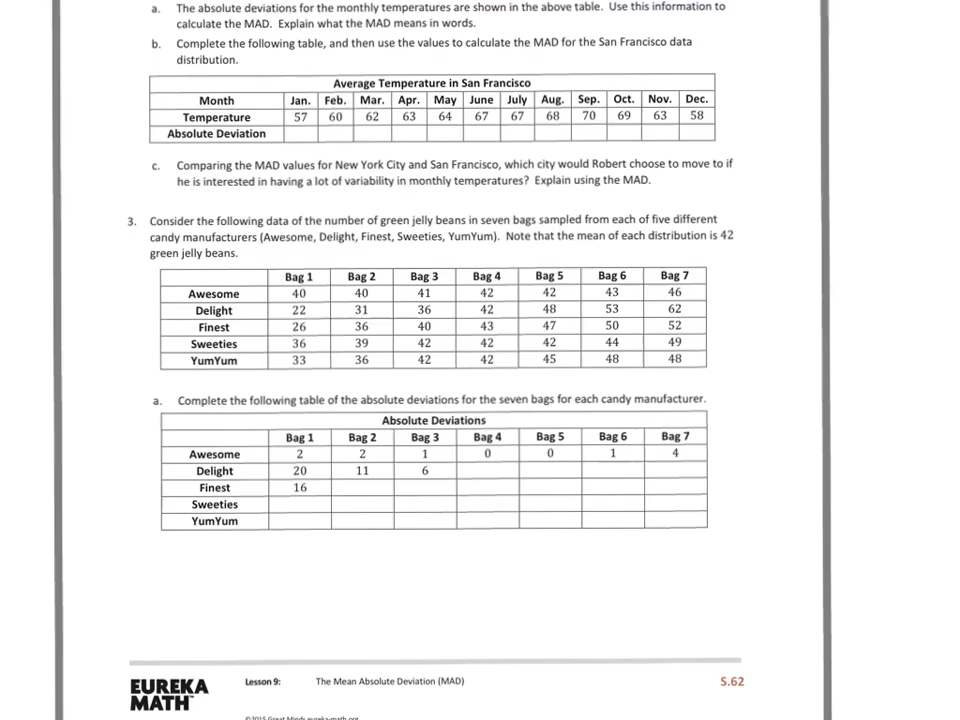 a. The absolute deviations for the monthly temperatures are shown in the above table. Use this information to
calculate the MAD. Explain what the MAD means in words.
b. Complete the following table, and then use the values to calculate the MAD for the San Francisco data
distribution.
Average Temperature in San Francisco
Month Jan. Feb. Mar. Apr. May June July Aug. Sep. Oct. Nov. Dec.
Temperature 57 60 62 63 64 67 67 68 70 69 63 58
Absolute Deviation
c. Comparing the MAD values for New York City and San Francisco, which city would Robert choose to move to if
he is interested in having a lot of variability in monthly temperatures? Explain using the MAD.
3. Consider the following data of the number of green jelly beans in seven bags sampled from each of five different
candy manufacturers (Awesome, Delight, Finest, Sweeties, YumYum). Note that the mean of each distribution is 42
green jelly beans.
Bag 1 Bag 2 Bag 3 Bag 4 Bag 5 Bag 6 Bag 7
Awesome 40 40 41 42 42 43 46
Delight 22 31 36 42 48 53 62
Finest 26 36 40 43 47 50 52
Sweeties 36 39 42 42 42 44 49
YumYum 33 36 42 42 45 48 48
a. Complete the following table of the absolute deviations for the seven bags for each candy manufacturer.
Absolute Deviations
Bag 1 Bag 2 Bag 3 Bag 4 Bag 5 Bag 6 Bag 7
Awesome 2 2 1 0 0 1 4
Delight 20 11 6
Finest 16
Sweeties
YumYum
EUREKA
MATH™
Lesson 9: The Mean Absolute Deviation (MAD)
S.62
©2015 Great Minds eureka-math.org